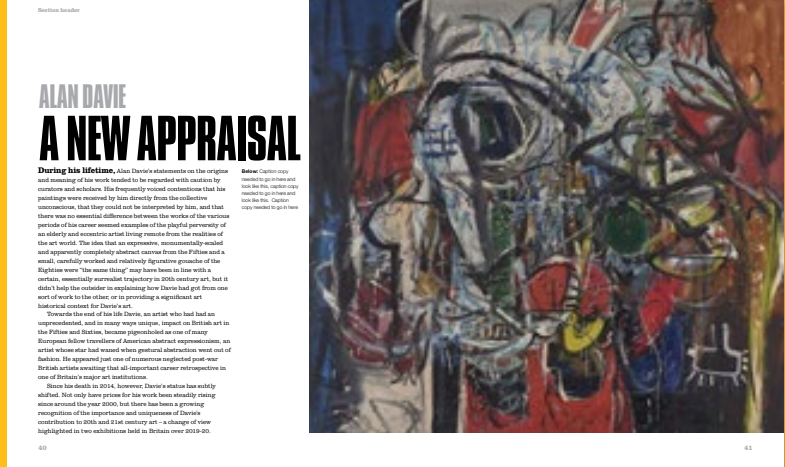 Section header
ALAN DAVIE
A NEW APPRAISAL
During his lifetime, Alan Davie's statements on the origins
and meaning of his work tended to be regarded with caution by
curators and scholars. His frequently voiced contentions that his
paintings were received by him directly from the collective
unconscious, that they could not be interpreted by him, and that
there was no essential difference between the works of the various
periods of his career seemed examples of the playful perversity of
an elderly and eccentric artist living remote from the realities of
the art world. The idea that an expressive, monumentally-scaled
and apparently completely abstract canvas from the Fifties and a
small, carefully worked and relatively figurative gouache of the
Eighties were "the same thing" may have been in line with a
certain, essentially surrealist trajectory in 20th century art, but it
didn't help the outsider in explaining how Davie had got from one
sort of work to the other, or in providing a significant art
historical context for Davie's art.
Towards the end of his life Davie, an artist who had had an
unprecedented, and in many ways unique, impact on British art in
the Fifties and Sixties, became pigeonholed as one of many
European fellow travellers of American abstract expressionism, an
artist whose star had waned when gestural abstraction went out of
fashion. He appeared just one of numerous neglected post-war
British artists awaiting that all-important career retrospective in
one of Britain's major art institutions.
Since his death in 2014, however, Davie's status has subtly
shifted. Not only have prices for his work been steadily rising
since around the year 2000, but there has been a growing
recognition of the importance and uniqueness of Davie's
contribution to 20th and 21st century art – a change of view
highlighted in two exhibitions held in Britain over 2019-20.
Below: Caption copy
needed to go in here and
look like this, caption copy
needed to go in here and
look like this. Caption
copy needed to go in here
40
41